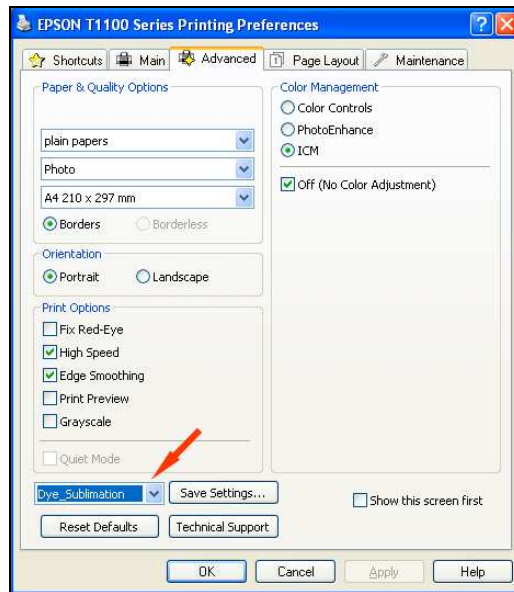 EPSON T1100 Series Printing Preferences
Shortcuts Main Advanced Page Layout Maintenance
Paper & Quality Options
plain papers
Photo
A4 210 x 297 mm
Borders Borderless
Orientation
Portrait Landscape
Print Options
Fix Red-Eye
High Speed
Edge Smoothing
Print Preview
Grayscale
Quiet Mode
Color Management
Color Controls
PhotoEnhance
ICM
Off (No Color Adjustment)
Dye_Sublimation Save Settings... Show this screen first
Reset Defaults Technical Support
OK Cancel Apply Help